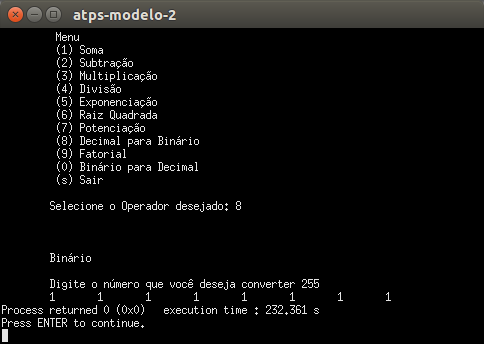 atps-modelo-2
Menu
(1) Soma
(2) Subtração
(3) Multiplicação
(4) Divisão
(5) Exponenciação
(6) Raiz Quadrada
(7) Potenciação
(8) Decimal para Binário
(9) Fatorial
(0) Binário para Decimal
(s) Sair
Selecione o Operador desejado: 8
Binário
Digite o número que você deseja converter 255
1 1 1 1 1 1 1 1
Process returned 0 (0x0) execution time : 232.361 s
Press ENTER to continue.